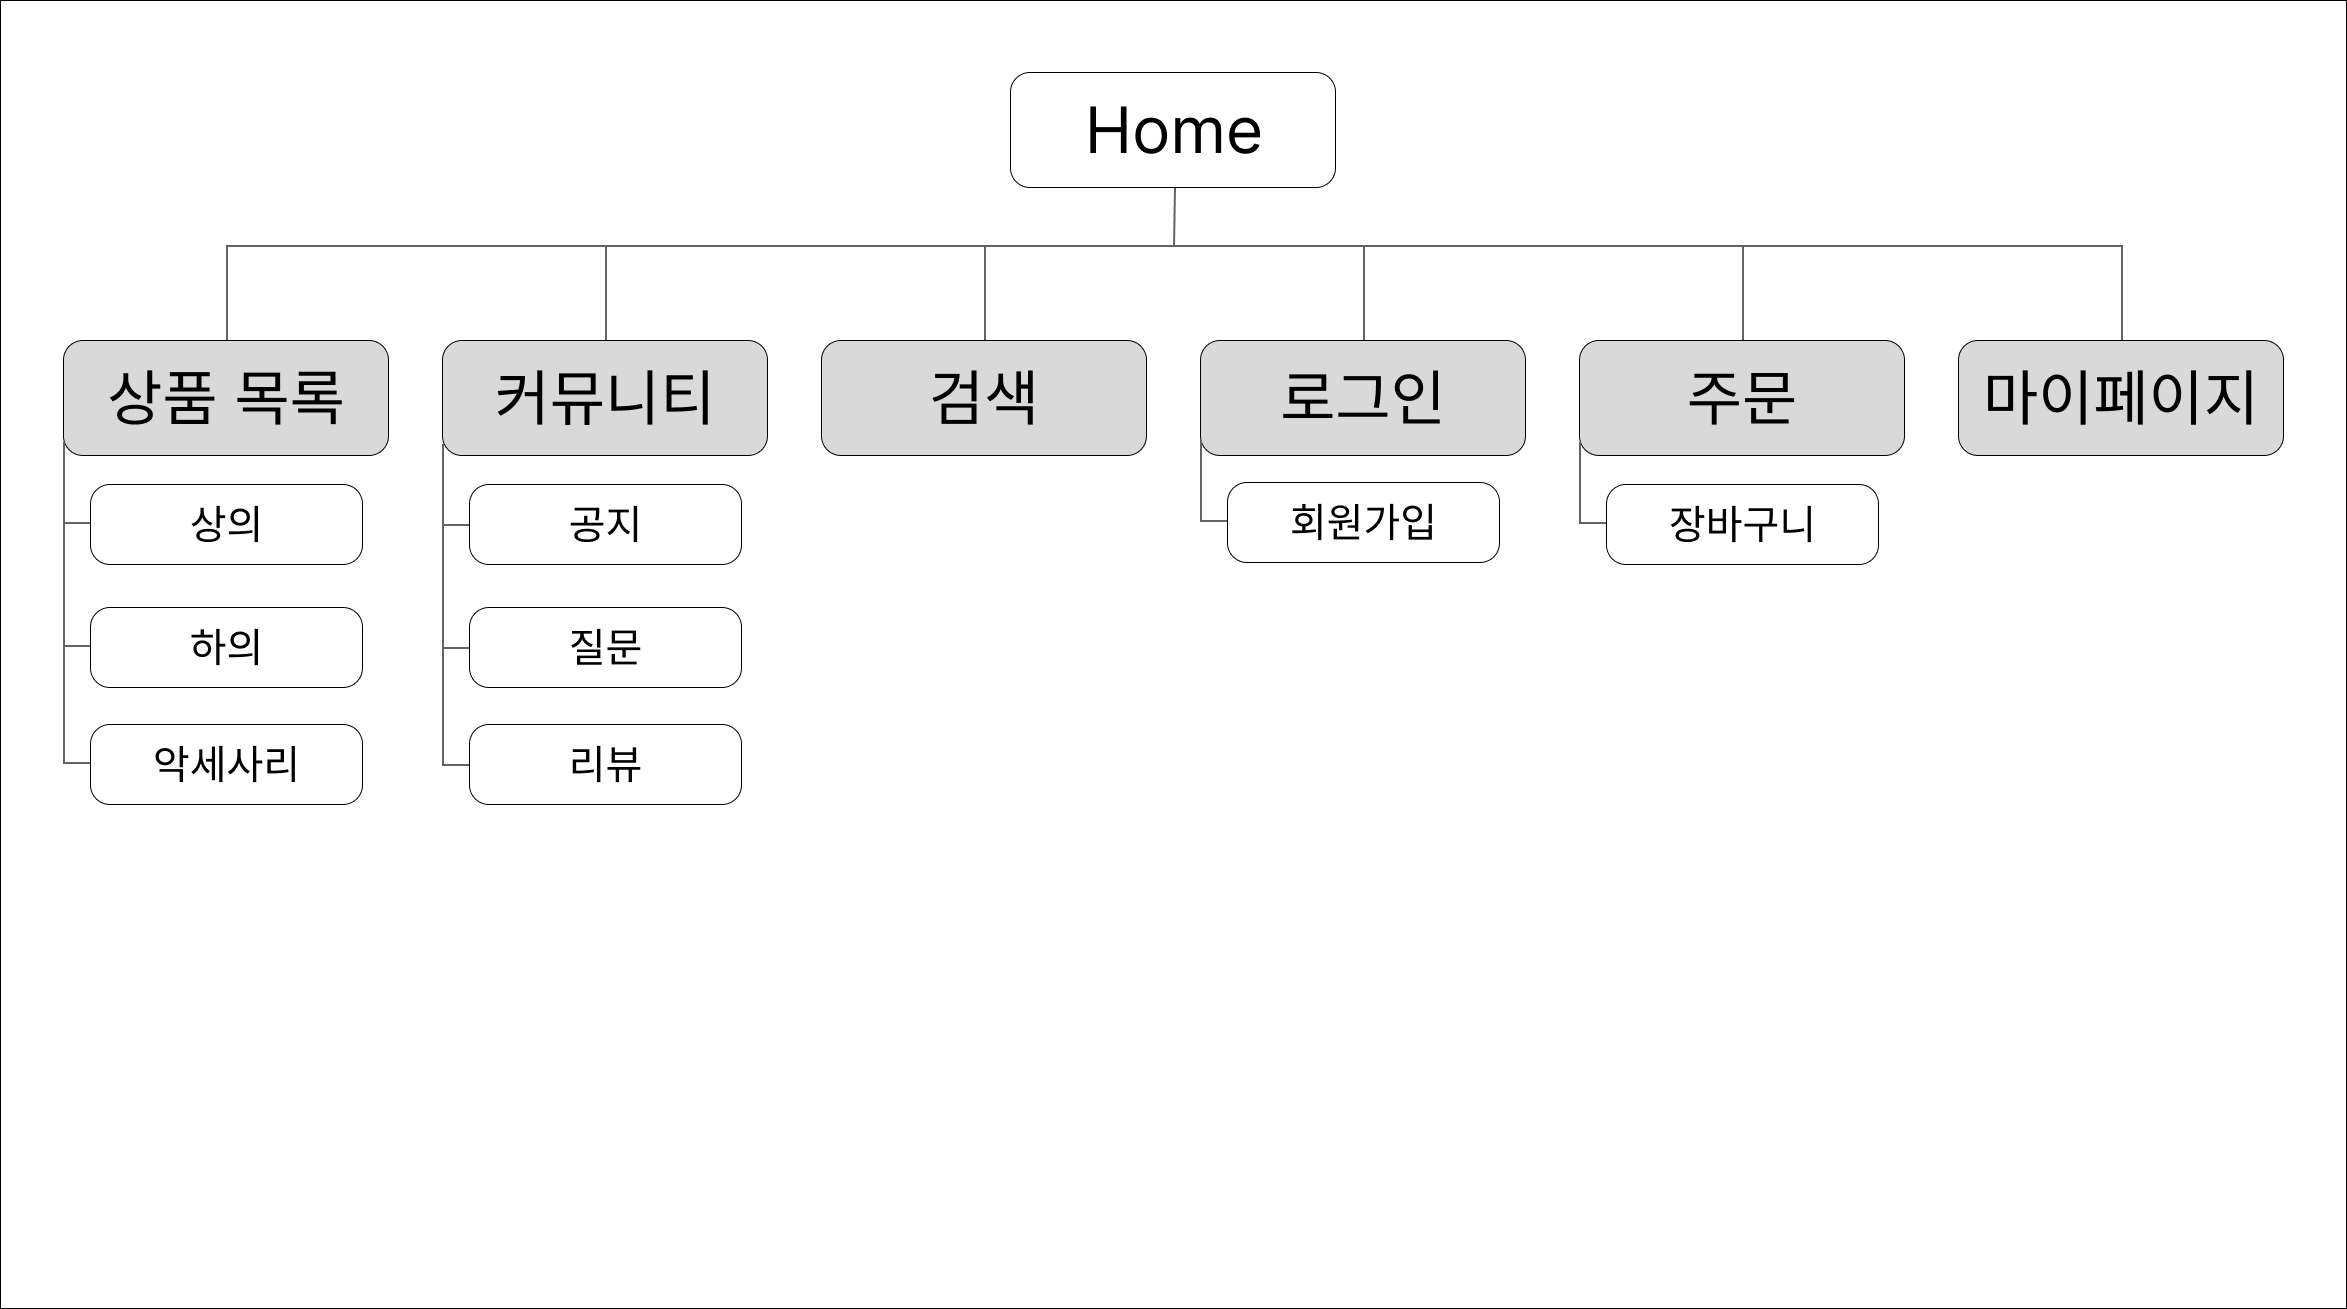 Home
상품 목록
커뮤니티
검색
로그인
주문
마이페이지
상의
하의
악세사리
공지
질문
리뷰
회원가입
장바구니